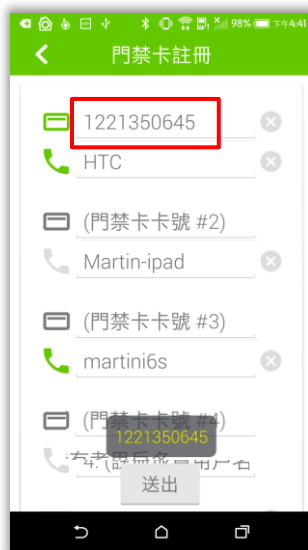 98% 下午4:41
門禁卡註冊
1221350645
HTC
(門禁卡卡號 #2)
Martin-ipad
(門禁卡卡號 #3)
martini6s
(門禁卡卡號 #4)
1221350645
送出